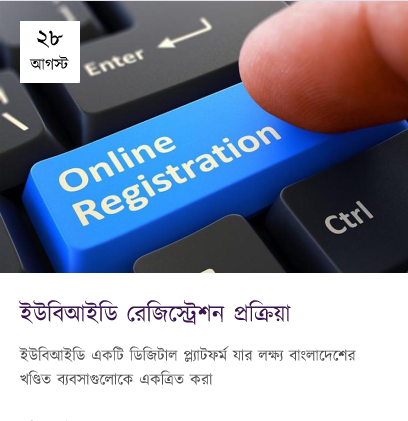 ২৮
আগস্ট
Enter
Online
Registration
Ctrl
ইউবিআইডি রেজিস্ট্রেশন প্রক্রিয়া
ইউবিআইডি একটি ডিজিটাল প্ল্যাটফর্ম যার লক্ষ্য বাংলাদেশের
খণ্ডিত ব্যবসাগুলোকে একত্রিত করা